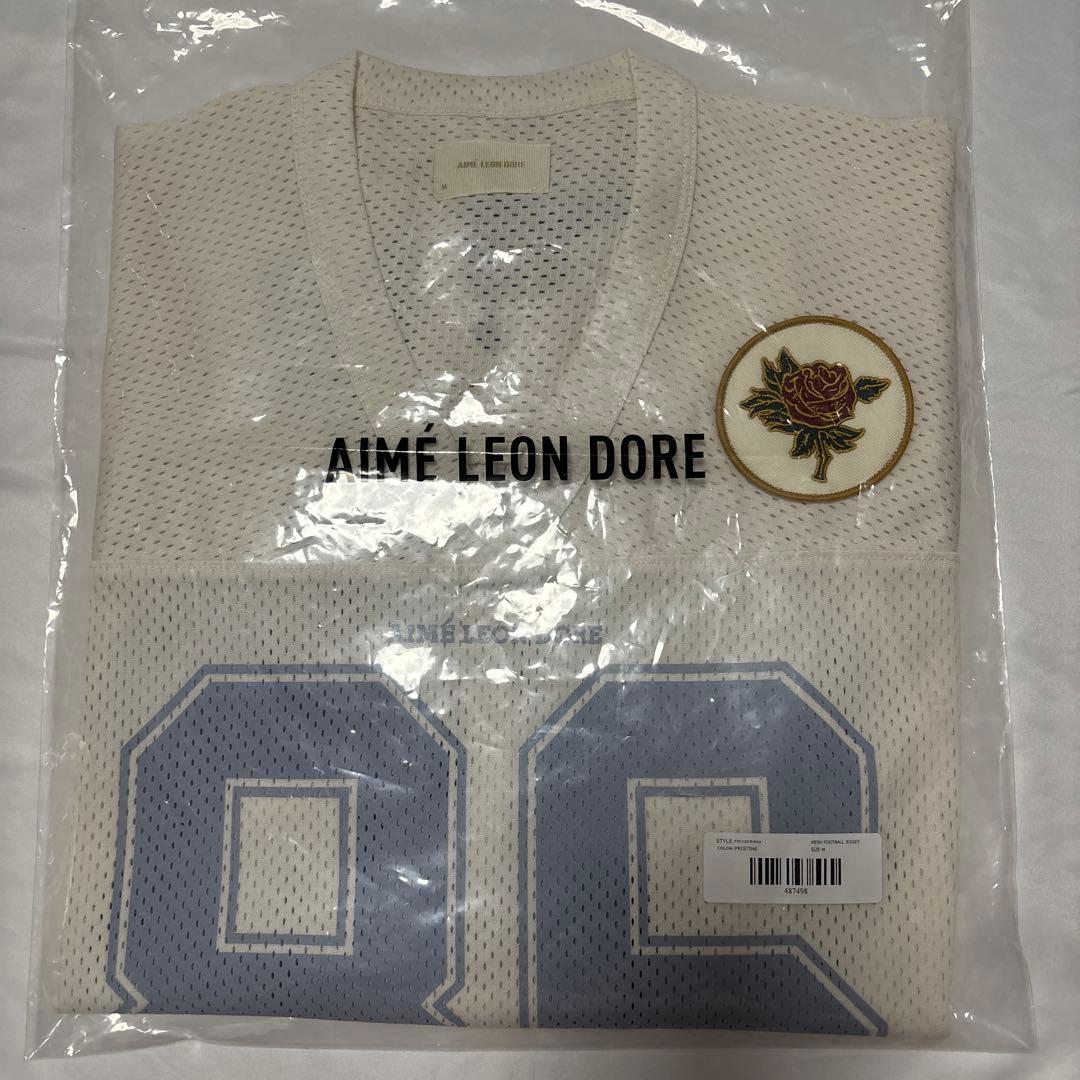 AIMÉ LEON DORE
M
AIMÉ LEON DORE
AIMÉ LEON DORE
STYLE
MESH FOOTBALL JERSEY
COLOR PRISTINE
SIZE M
487498